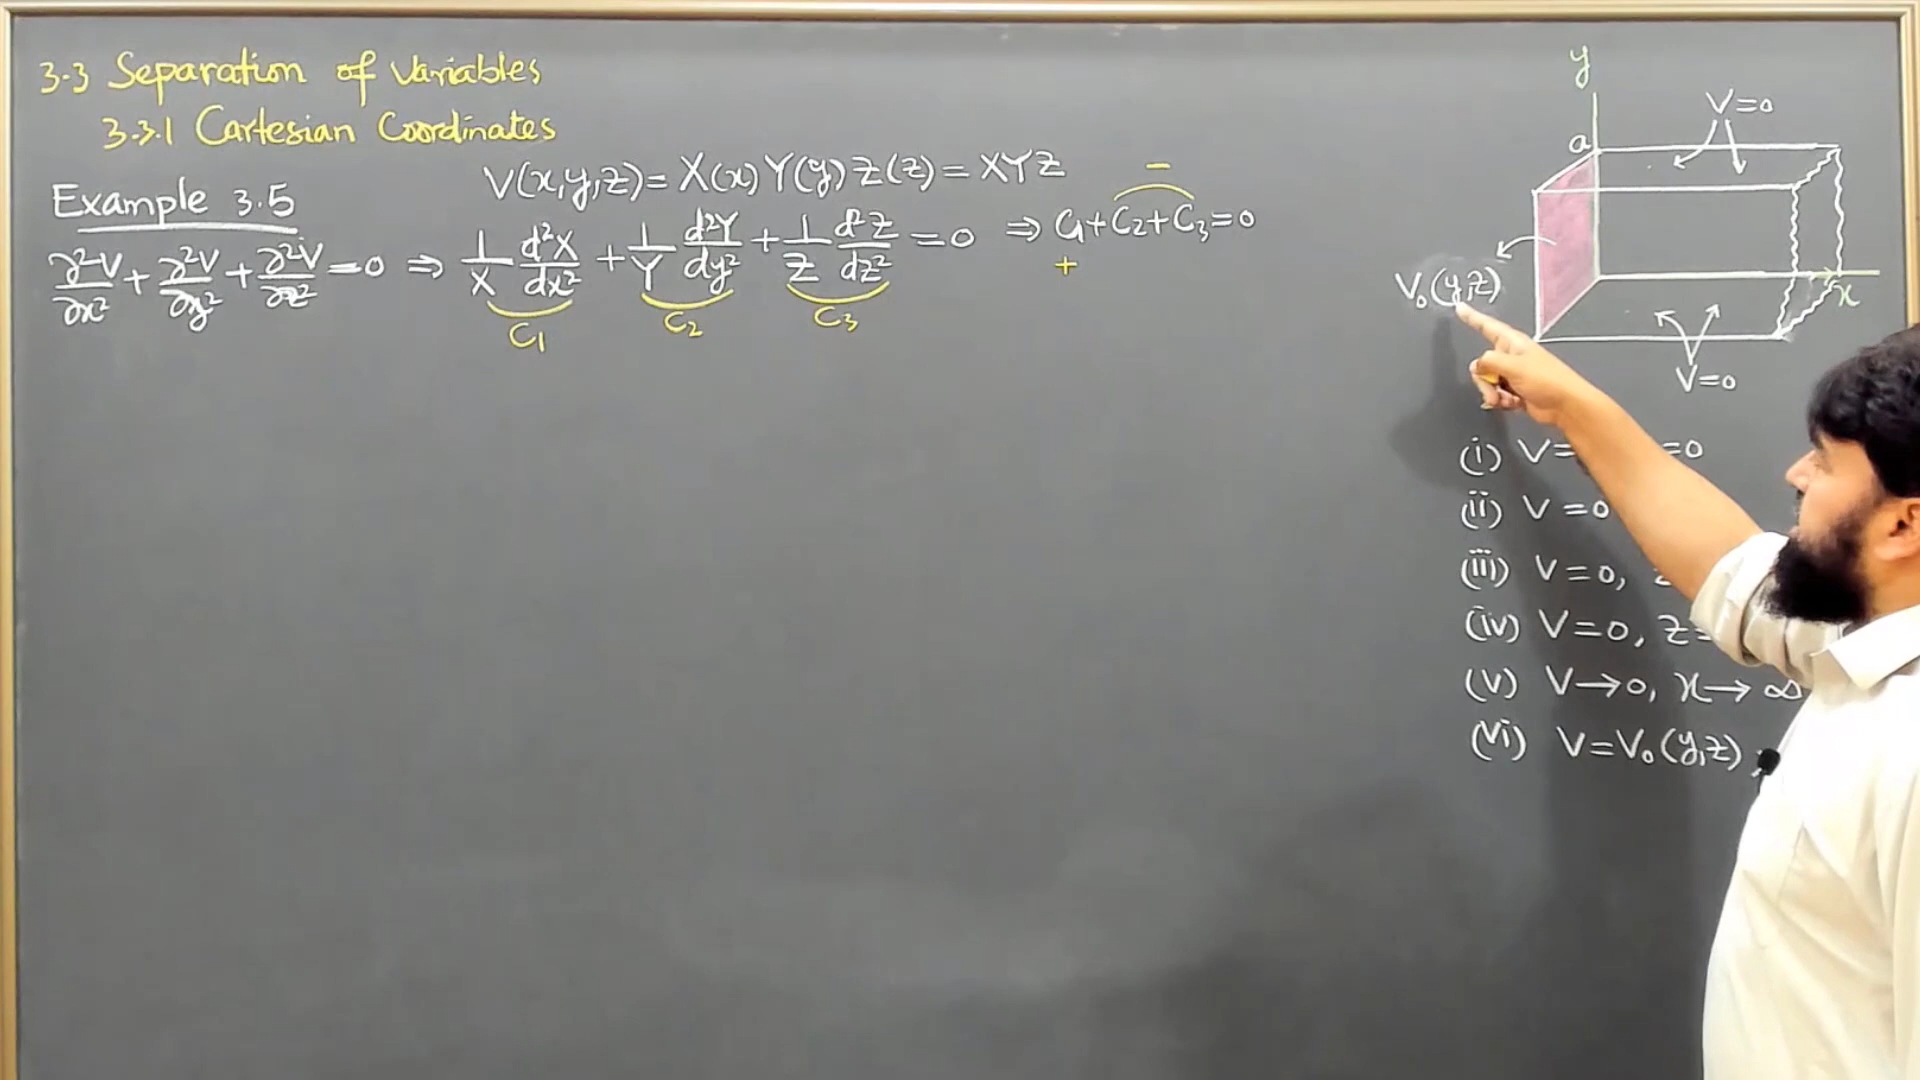 3.3 Separation of Variables
3.3.1 Cartesian Coordinates
Example 3.5
V(x,y,z) = X(x) Y(y) Z(z) = XYZ
∂²V/∂x² + ∂²V/∂y² + ∂²V/∂z² = 0 ⇒ 1/X d²X/dx² + 1/Y d²Y/dy² + 1/Z d²Z/dz² = 0 ⇒ C₁+C₂+C₃=0
C₁ C₂ C₃
+ −
y
V=0
a
V₀(y,z)
x
V=0
(i) V= =0
(ii) V=0
(iii) V=0,
(iv) V=0, z=
(v) V→0, x→∞
(vi) V=V₀(y,z),